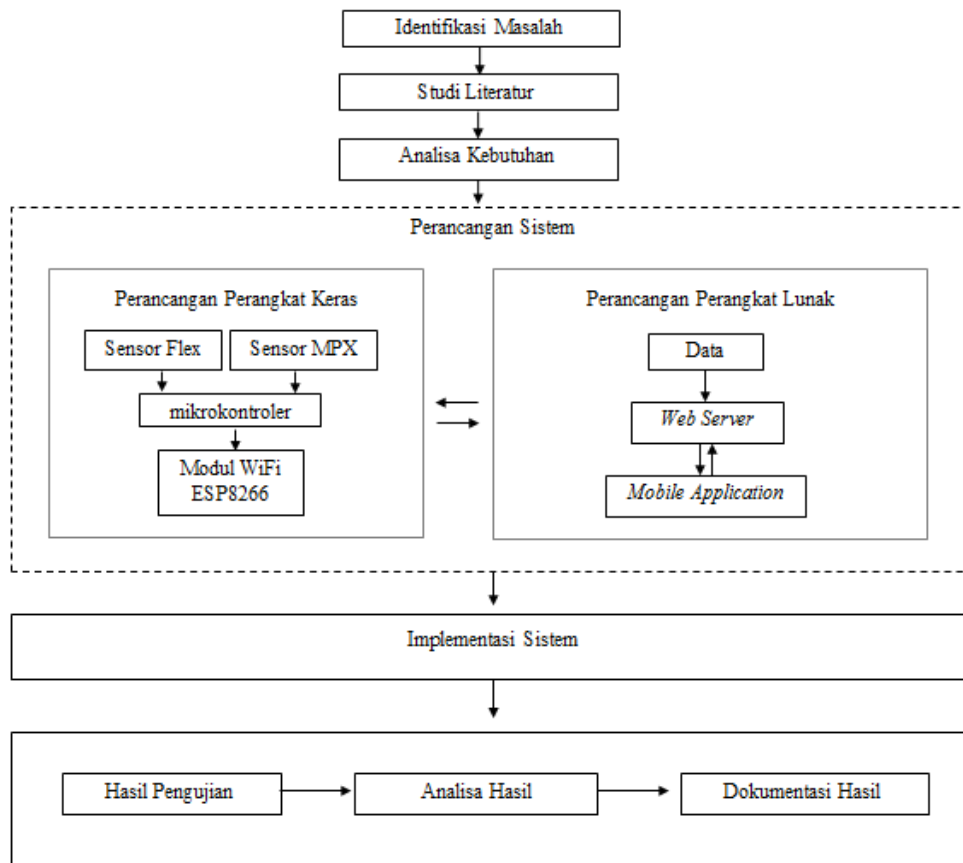 Identifikasi Masalah
Studi Literatur
Analisa Kebutuhan
Perancangan Sistem
Perancangan Perangkat Keras
Sensor Flex
Sensor MPX
mikrokontroler
Modul WiFi
ESP8266
Perancangan Perangkat Lunak
Data
Web Server
Mobile Application
Implementasi Sistem
Hasil Pengujian
Analisa Hasil
Dokumentasi Hasil